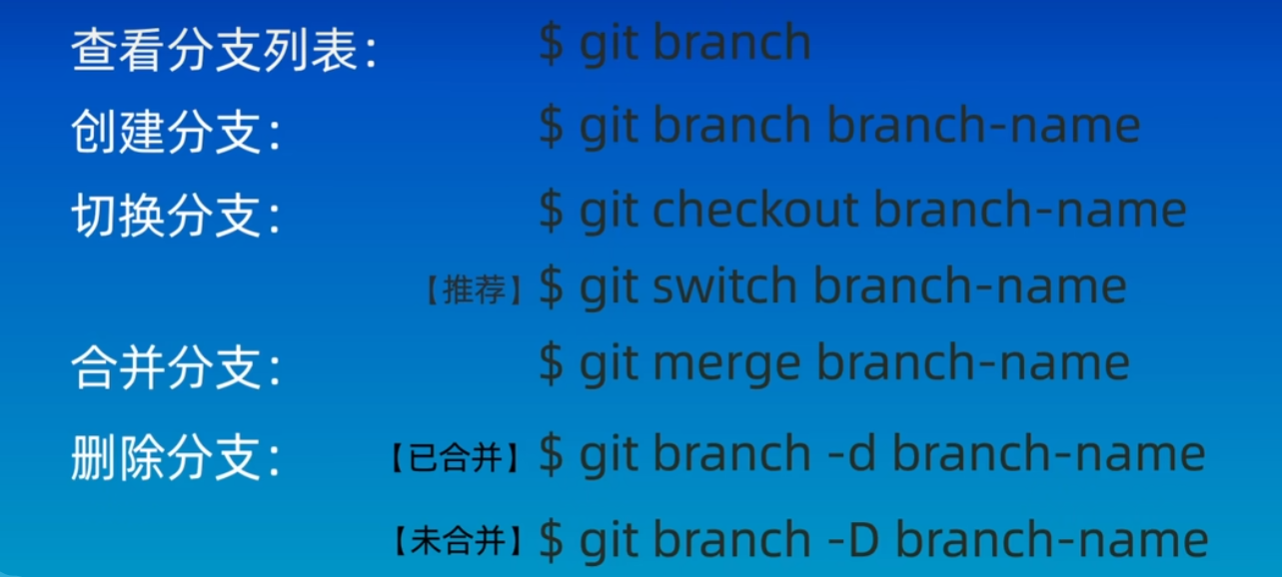 查看分支列表： $ git branch
创建分支： $ git branch branch-name
切换分支： $ git checkout branch-name
【推荐】 $ git switch branch-name
合并分支： $ git merge branch-name
删除分支： 【已合并】 $ git branch -d branch-name
【未合并】 $ git branch -D branch-name